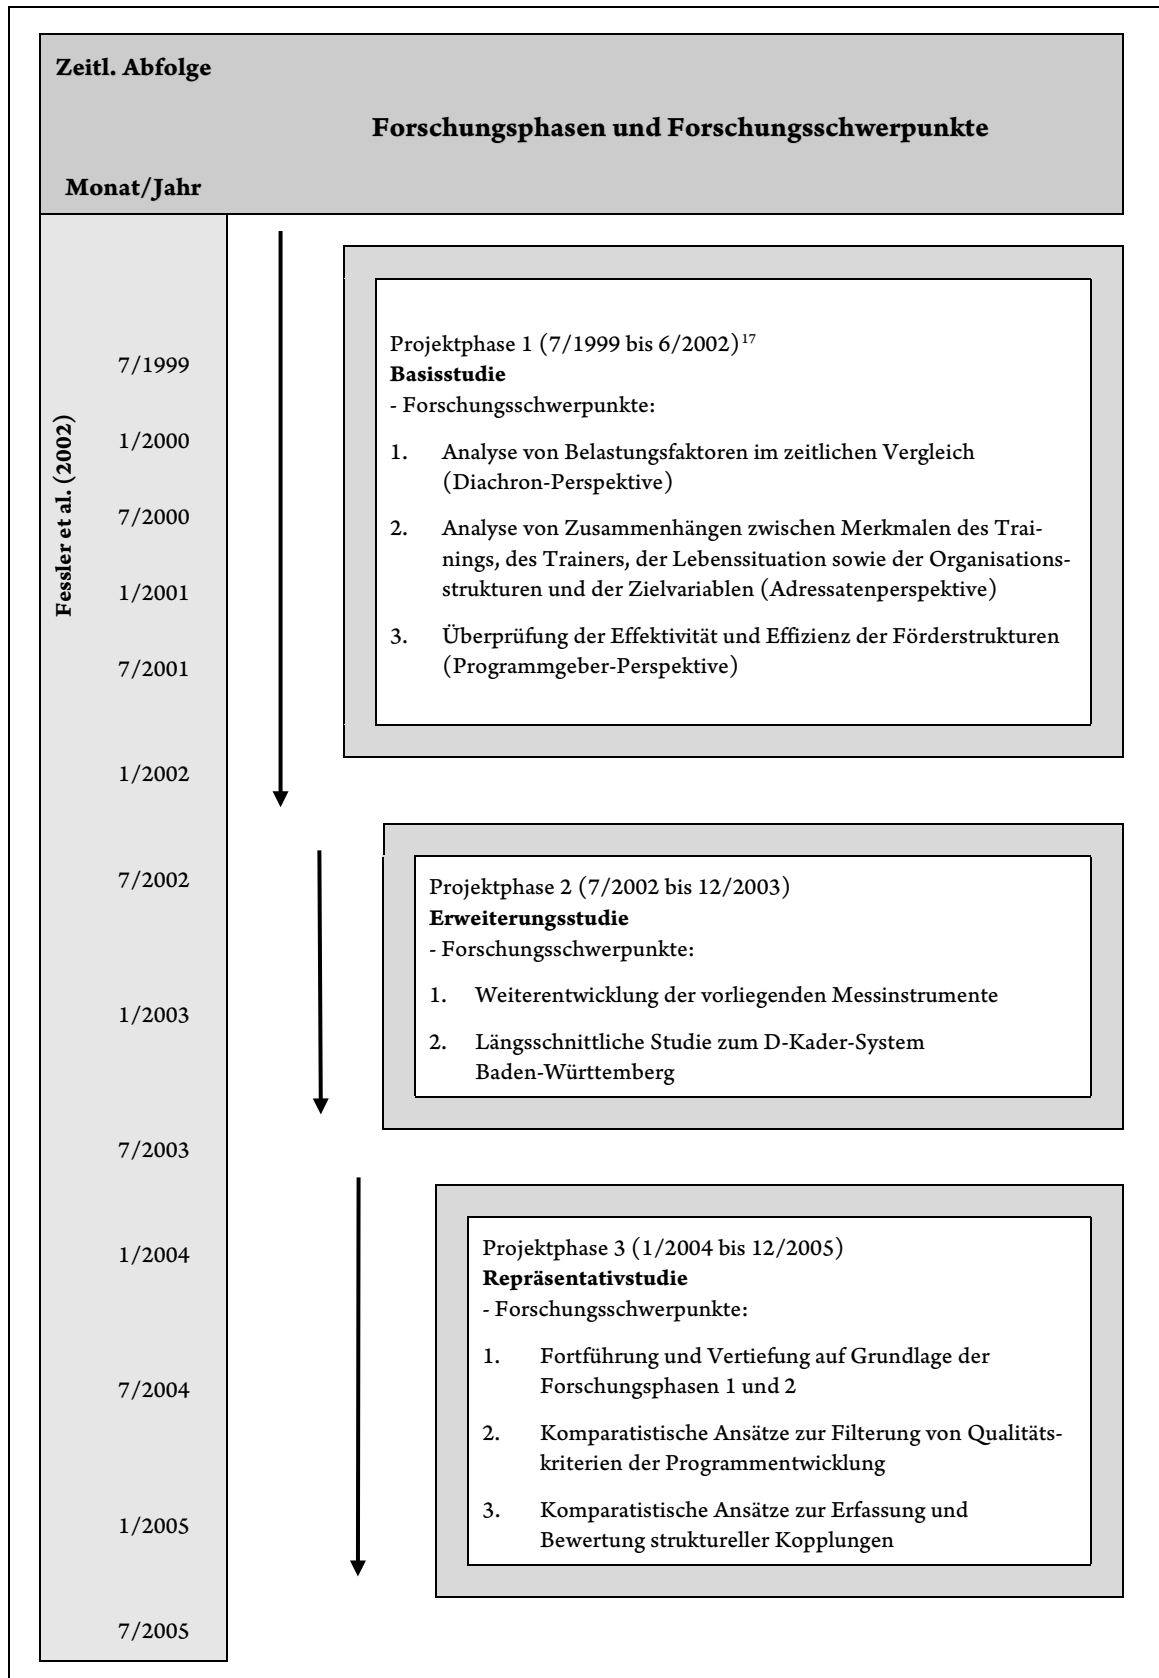 Zeitl. Abfolge
Forschungsphasen und Forschungsschwerpunkte
Monat/Jahr
Fessler et al. (2002)
7/1999
1/2000
7/2000
1/2001
7/2001
1/2002
7/2002
1/2003
7/2003
1/2004
7/2004
1/2005
7/2005
Projektphase 1 (7/1999 bis 6/2002)¹⁷
Basisstudie
- Forschungsschwerpunkte:
1. Analyse von Belastungsfaktoren im zeitlichen Vergleich
(Diachron-Perspektive)
2. Analyse von Zusammenhängen zwischen Merkmalen des Trai-
nings, des Trainers, der Lebenssituation sowie der Organisations-
strukturen und der Zielvariablen (Adressatenperspektive)
3. Überprüfung der Effektivität und Effizienz der Förderstrukturen
(Programmgeber-Perspektive)
Projektphase 2 (7/2002 bis 12/2003)
Erweiterungsstudie
- Forschungsschwerpunkte:
1. Weiterentwicklung der vorliegenden Messinstrumente
2. Längsschnittliche Studie zum D-Kader-System
Baden-Württemberg
Projektphase 3 (1/2004 bis 12/2005)
Repräsentativstudie
- Forschungsschwerpunkte:
1. Fortführung und Vertiefung auf Grundlage der
Forschungsphasen 1 und 2
2. Komparatistische Ansätze zur Filterung von Qualitäts-
kriterien der Programmentwicklung
3. Komparatistische Ansätze zur Erfassung und
Bewertung struktureller Kopplungen